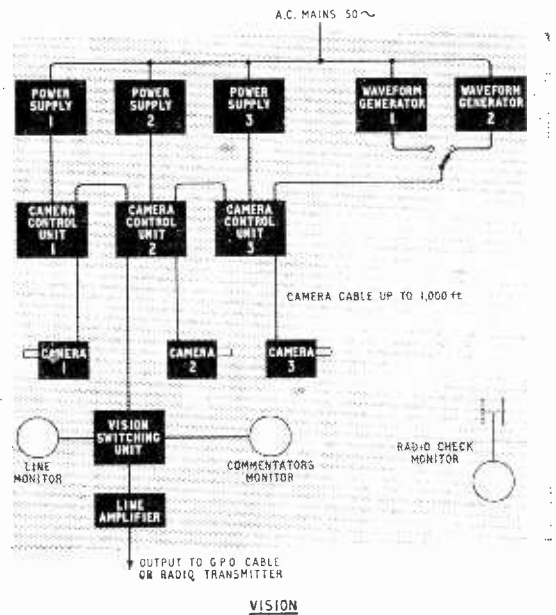 A.C. MAINS 50~
POWER
SUPPLY
1
POWER
SUPPLY
2
POWER
SUPPLY
3
WAVEFORM
GENERATOR
1
WAVEFORM
GENERATOR
2
CAMERA
CONTROL
UNIT
1
CAMERA
CONTROL
UNIT
2
CAMERA
CONTROL
UNIT
3
CAMERA CABLE UP TO 1,000 ft
CAMERA
1
CAMERA
2
CAMERA
3
VISION
SWITCHING
UNIT
LINE
MONITOR
COMMENTATORS
MONITOR
RADIO CHECK
MONITOR
LINE
AMPLIFIER
OUTPUT TO G.P.O CABLE
OR RADIO TRANSMITTER
VISION